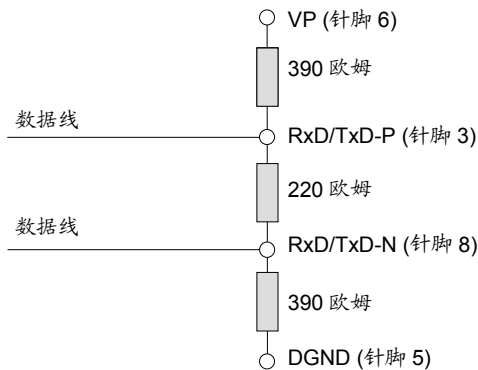 VP (针脚 6)
390 欧姆
数据线
RxD/TxD-P (针脚 3)
220 欧姆
数据线
RxD/TxD-N (针脚 8)
390 欧姆
DGND (针脚 5)